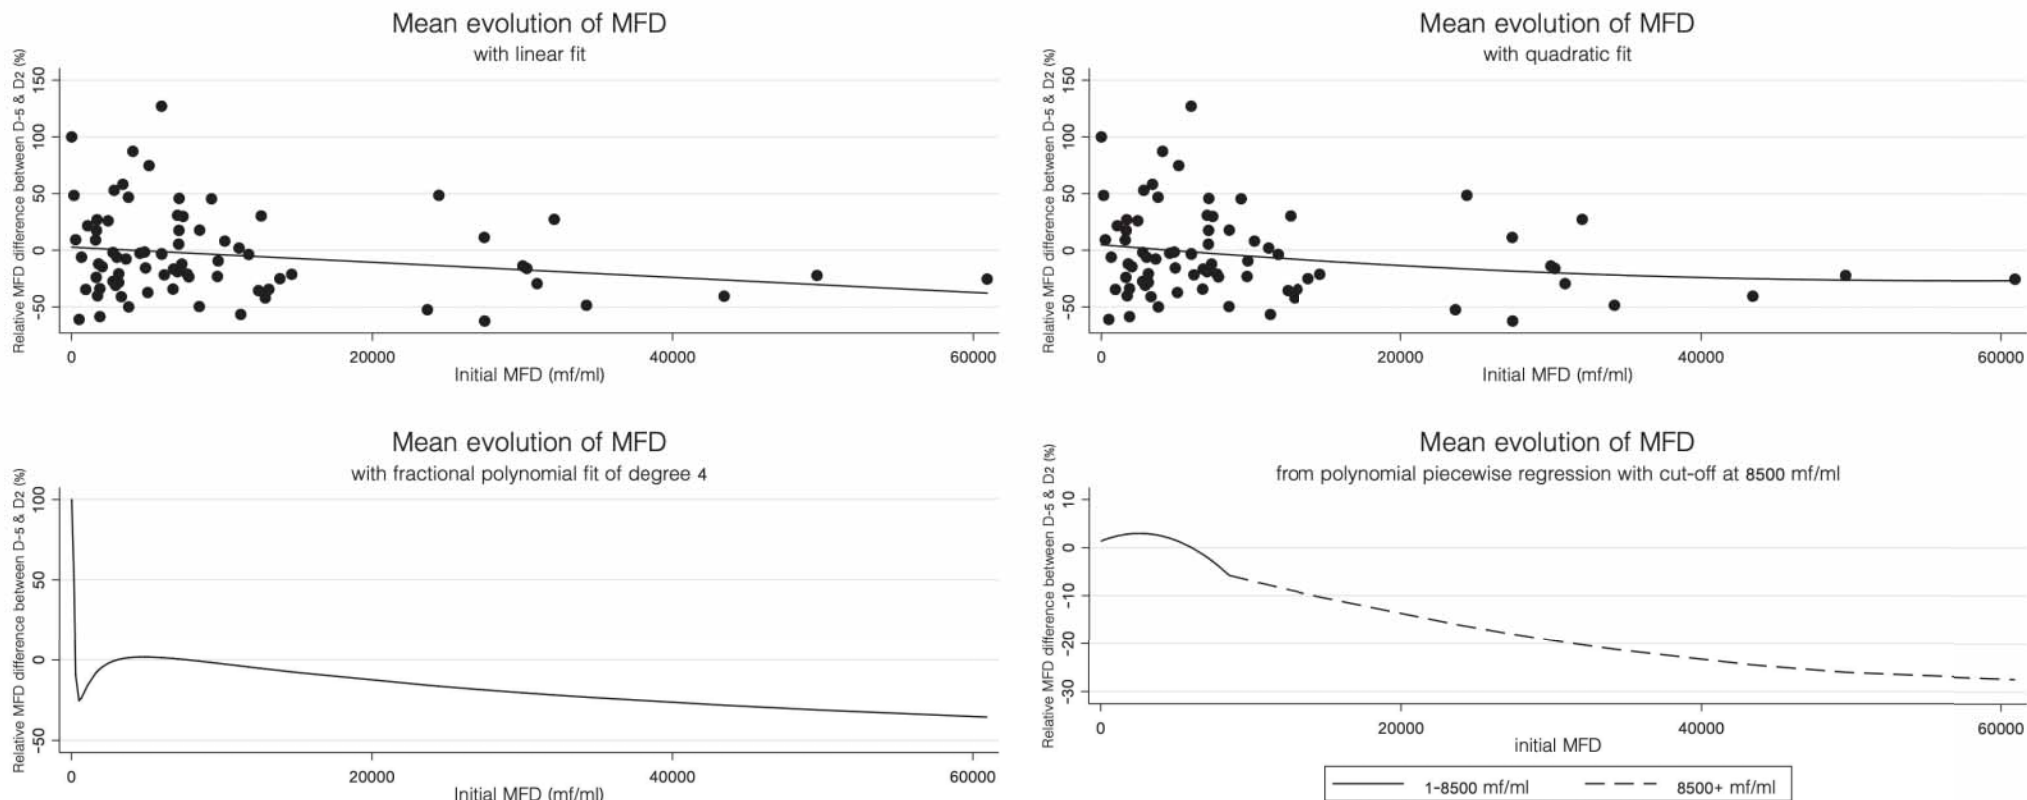 Mean evolution of MFD
with linear fit
Relative MFD difference between D-5 & D2 (%)
150
100
50
0
-50
0 20000 40000 60000
Initial MFD (mf/ml)
Mean evolution of MFD
with quadratic fit
Relative MFD difference between D-5 & D2 (%)
150
100
50
0
-50
0 20000 40000 60000
Initial MFD (mf/ml)
Mean evolution of MFD
with fractional polynomial fit of degree 4
Relative MFD difference between D-5 & D2 (%)
100
50
0
-50
0 20000 40000 60000
Initial MFD (mf/ml)
Mean evolution of MFD
from polynomial piecewise regression with cut-off at 8500 mf/ml
Relative MFD difference between D-5 & D2 (%)
10
0
-10
-20
-30
0 20000 40000 60000
initial MFD
1-8500 mf/ml 8500+ mf/ml